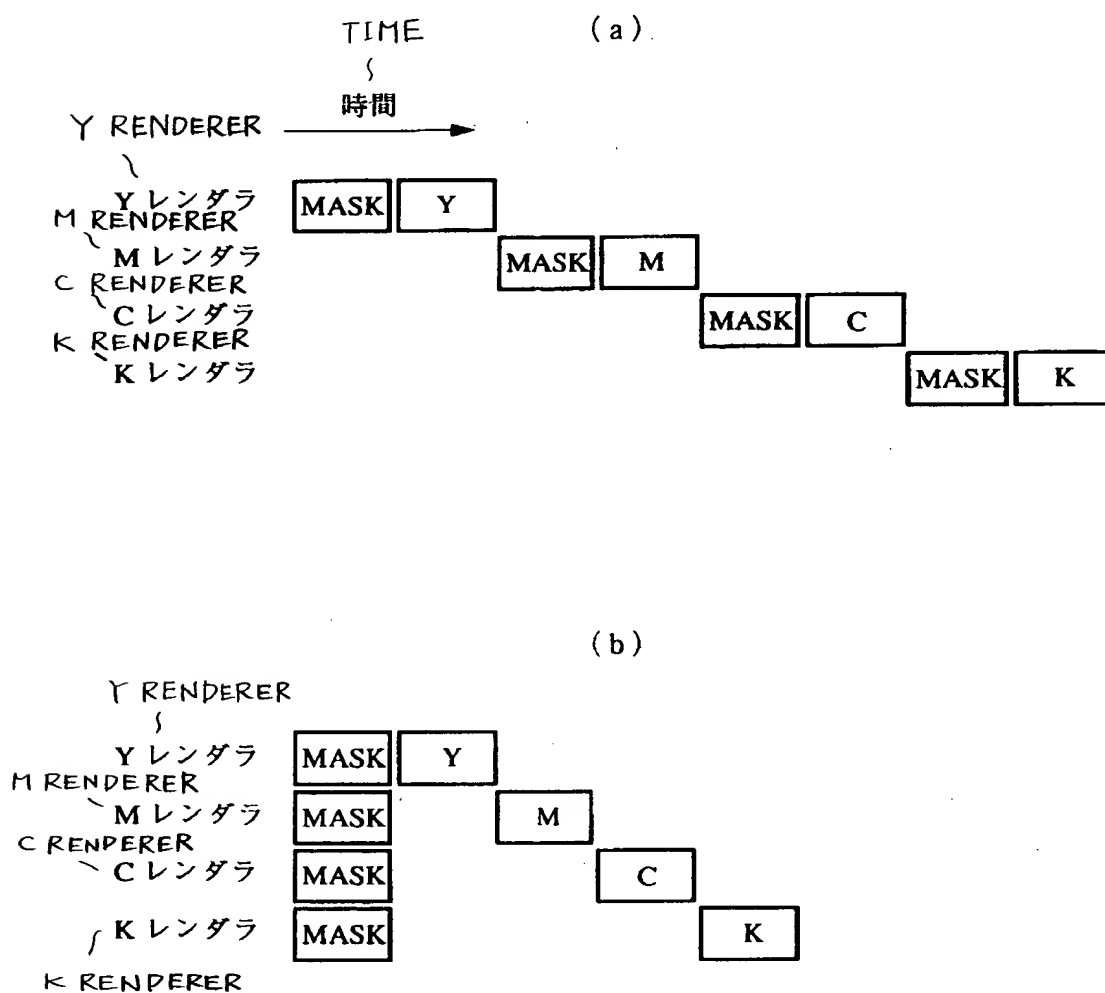 TIME (a)
時間
Y RENDERER
Yレンダラ MASK Y
M RENDERER
Mレンダラ MASK M
C RENDERER
Cレンダラ MASK C
K RENDERER
Kレンダラ MASK K
(b)
Y RENDERER
Yレンダラ MASK Y
M RENDERER
Mレンダラ MASK M
C RENDERER
Cレンダラ MASK C
Kレンダラ MASK K
K RENDERER